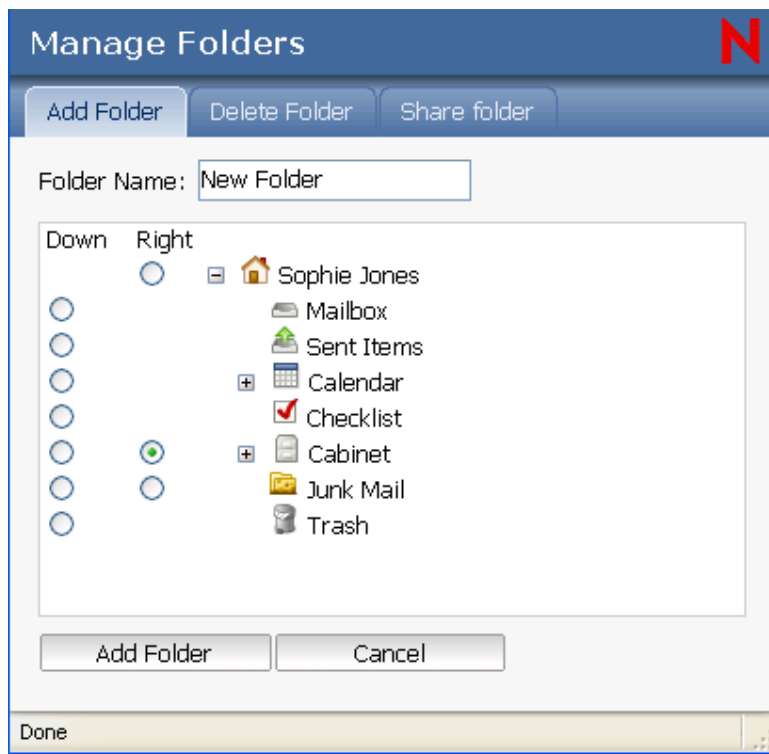 Manage Folders N
Add Folder Delete Folder Share folder
Folder Name: New Folder
Down Right
Sophie Jones
Mailbox
Sent Items
Calendar
Checklist
Cabinet
Junk Mail
Trash
Add Folder Cancel
Done